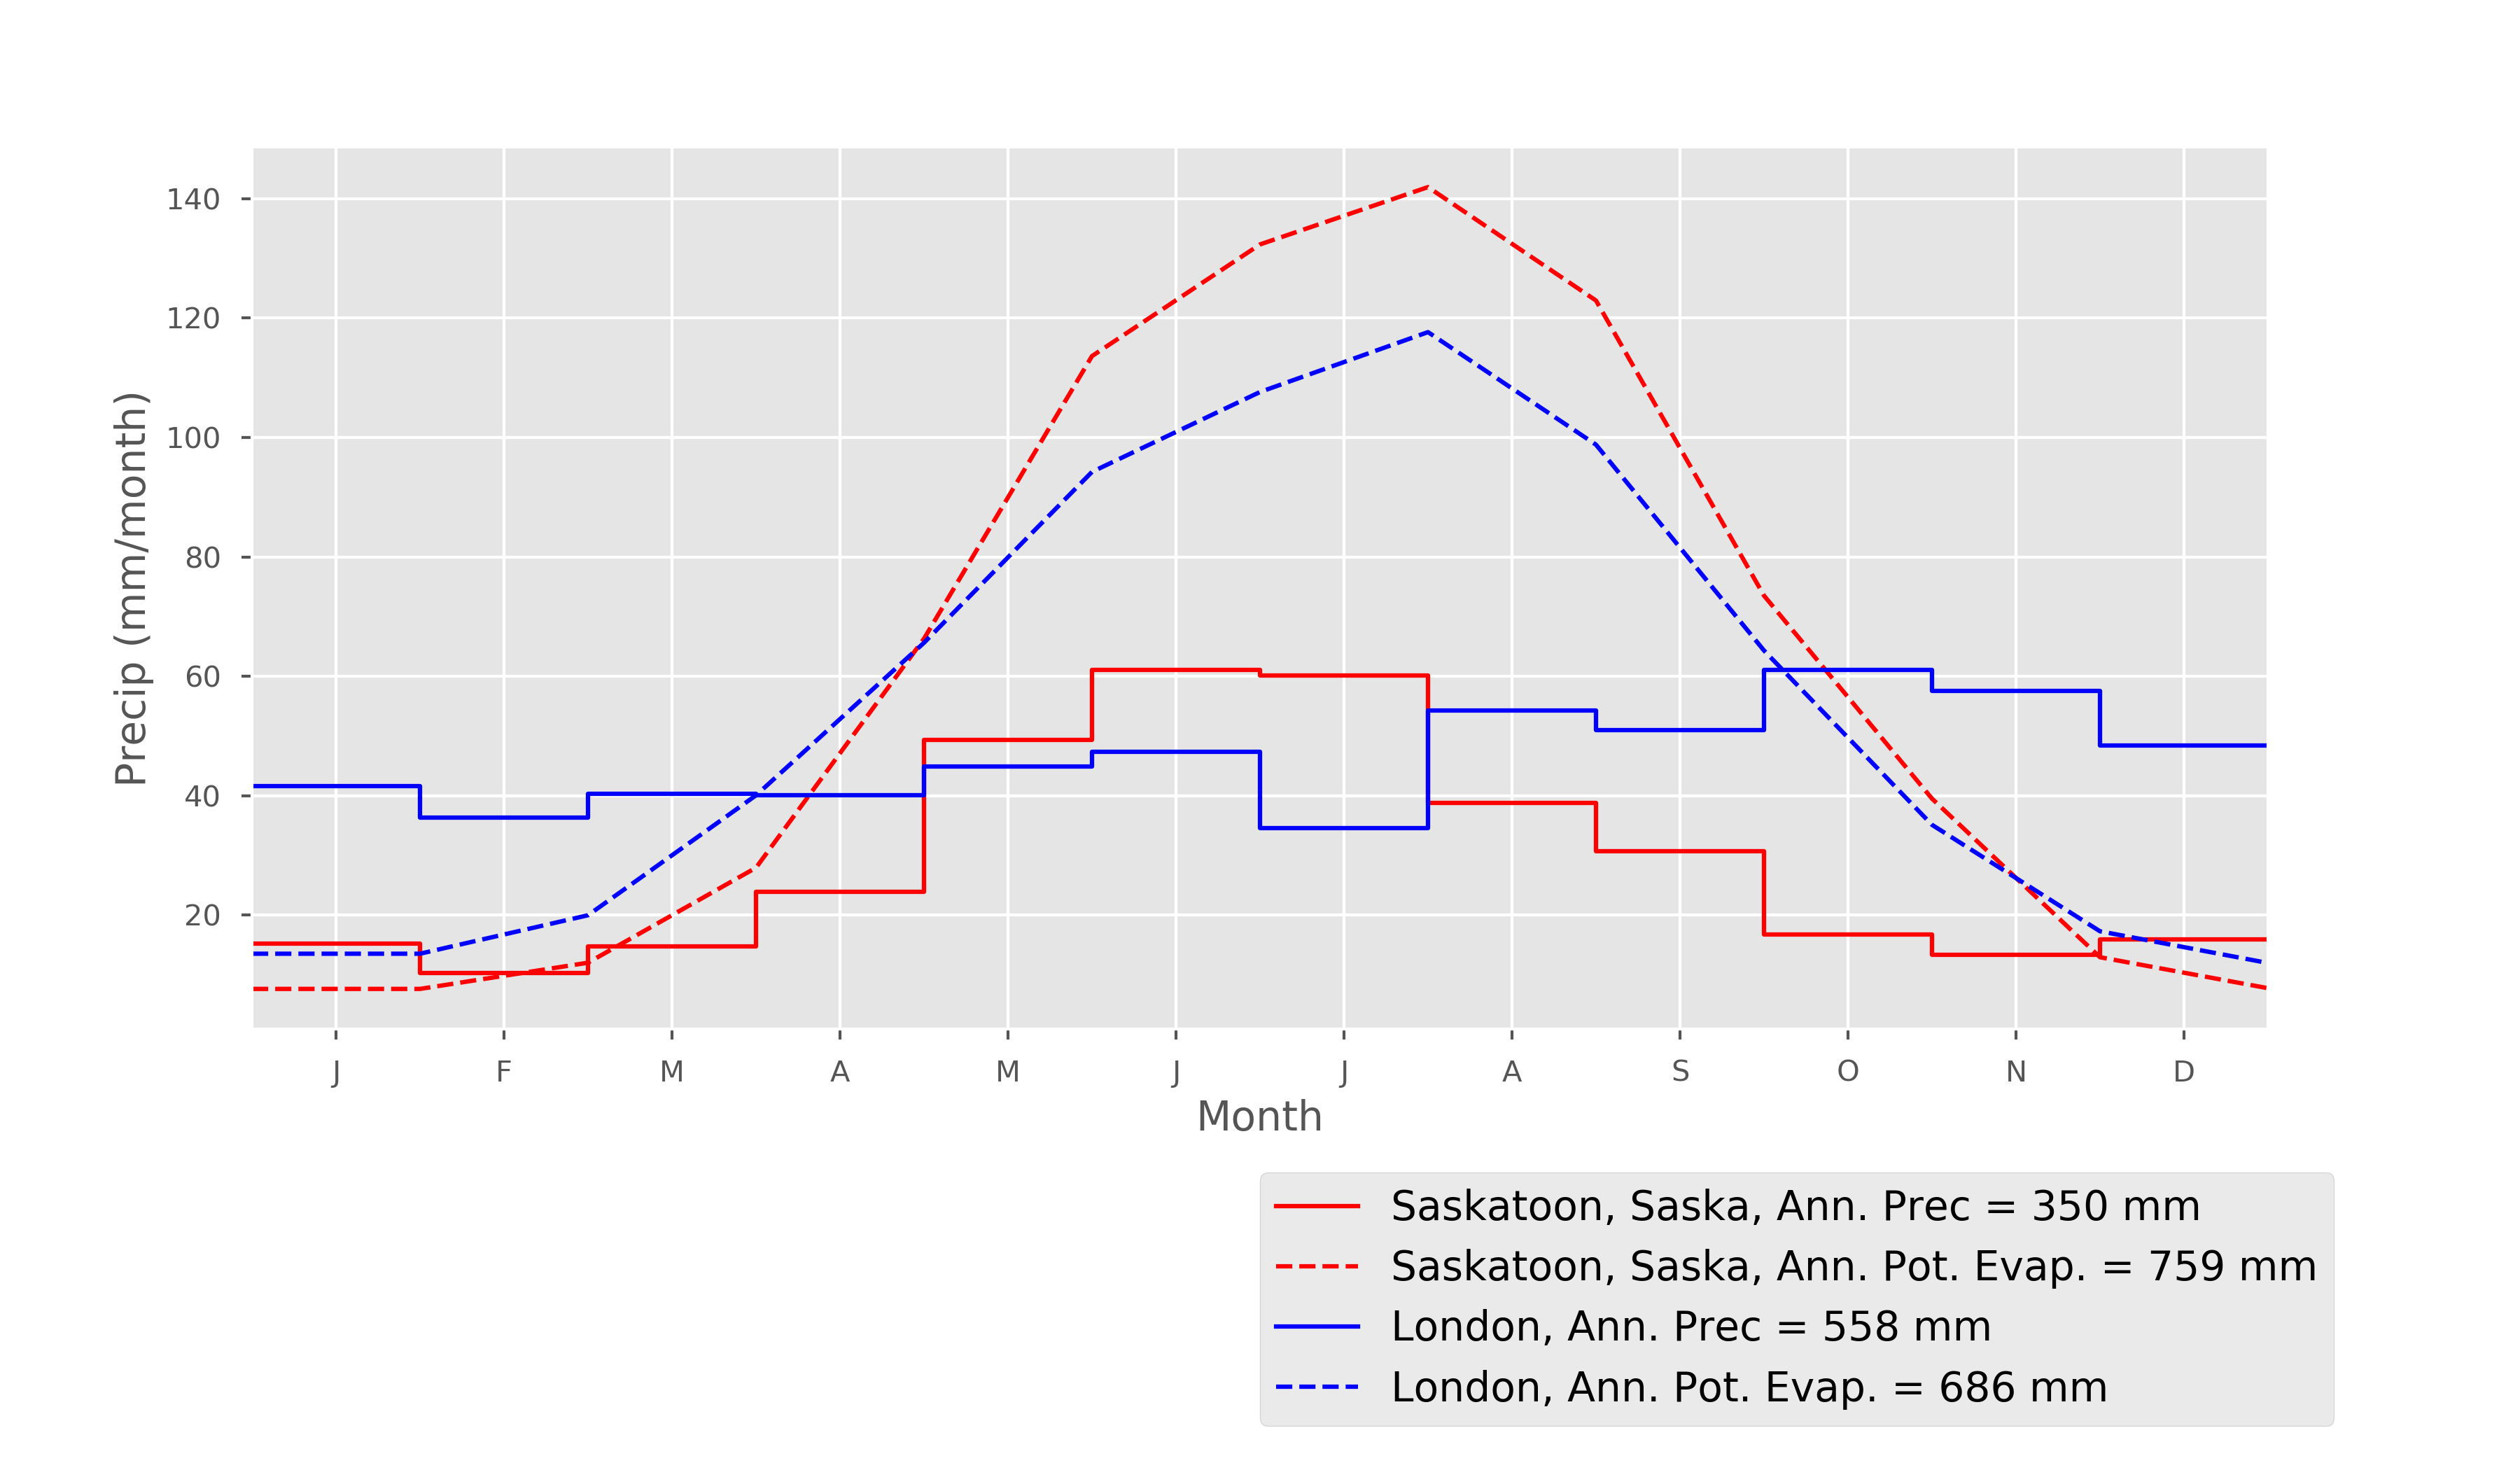 Precip (mm/month)
140
120
100
80
60
40
20
J F M A M J J A S O N D
Month
Saskatoon, Saska, Ann. Prec = 350 mm
Saskatoon, Saska, Ann. Pot. Evap. = 759 mm
London, Ann. Prec = 558 mm
London, Ann. Pot. Evap. = 686 mm